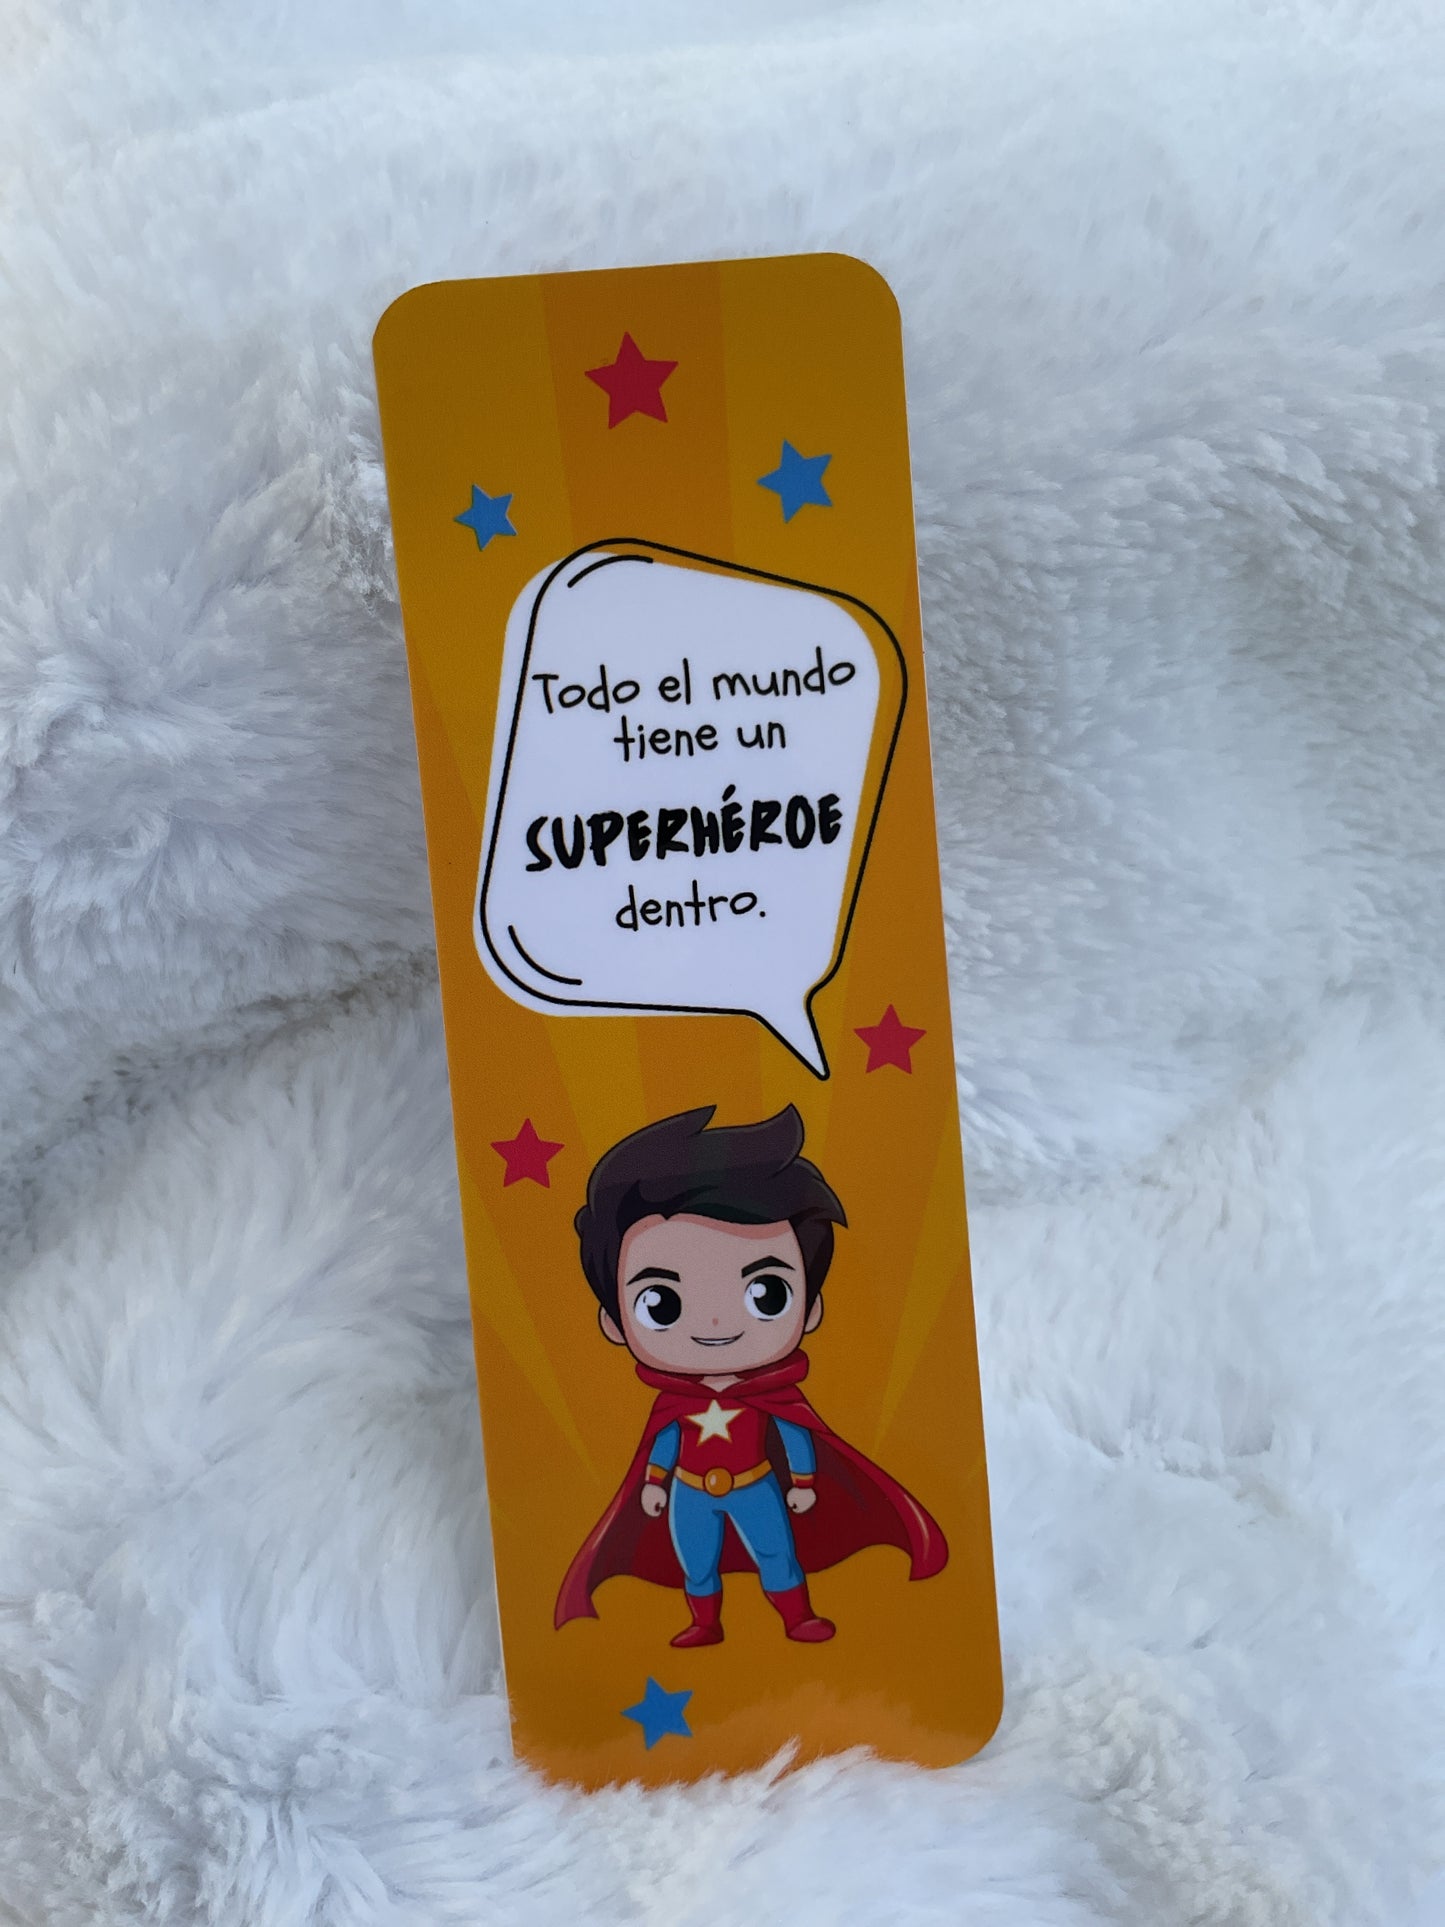 Todo el mundo
tiene un
SUPERHÉROE
dentro.